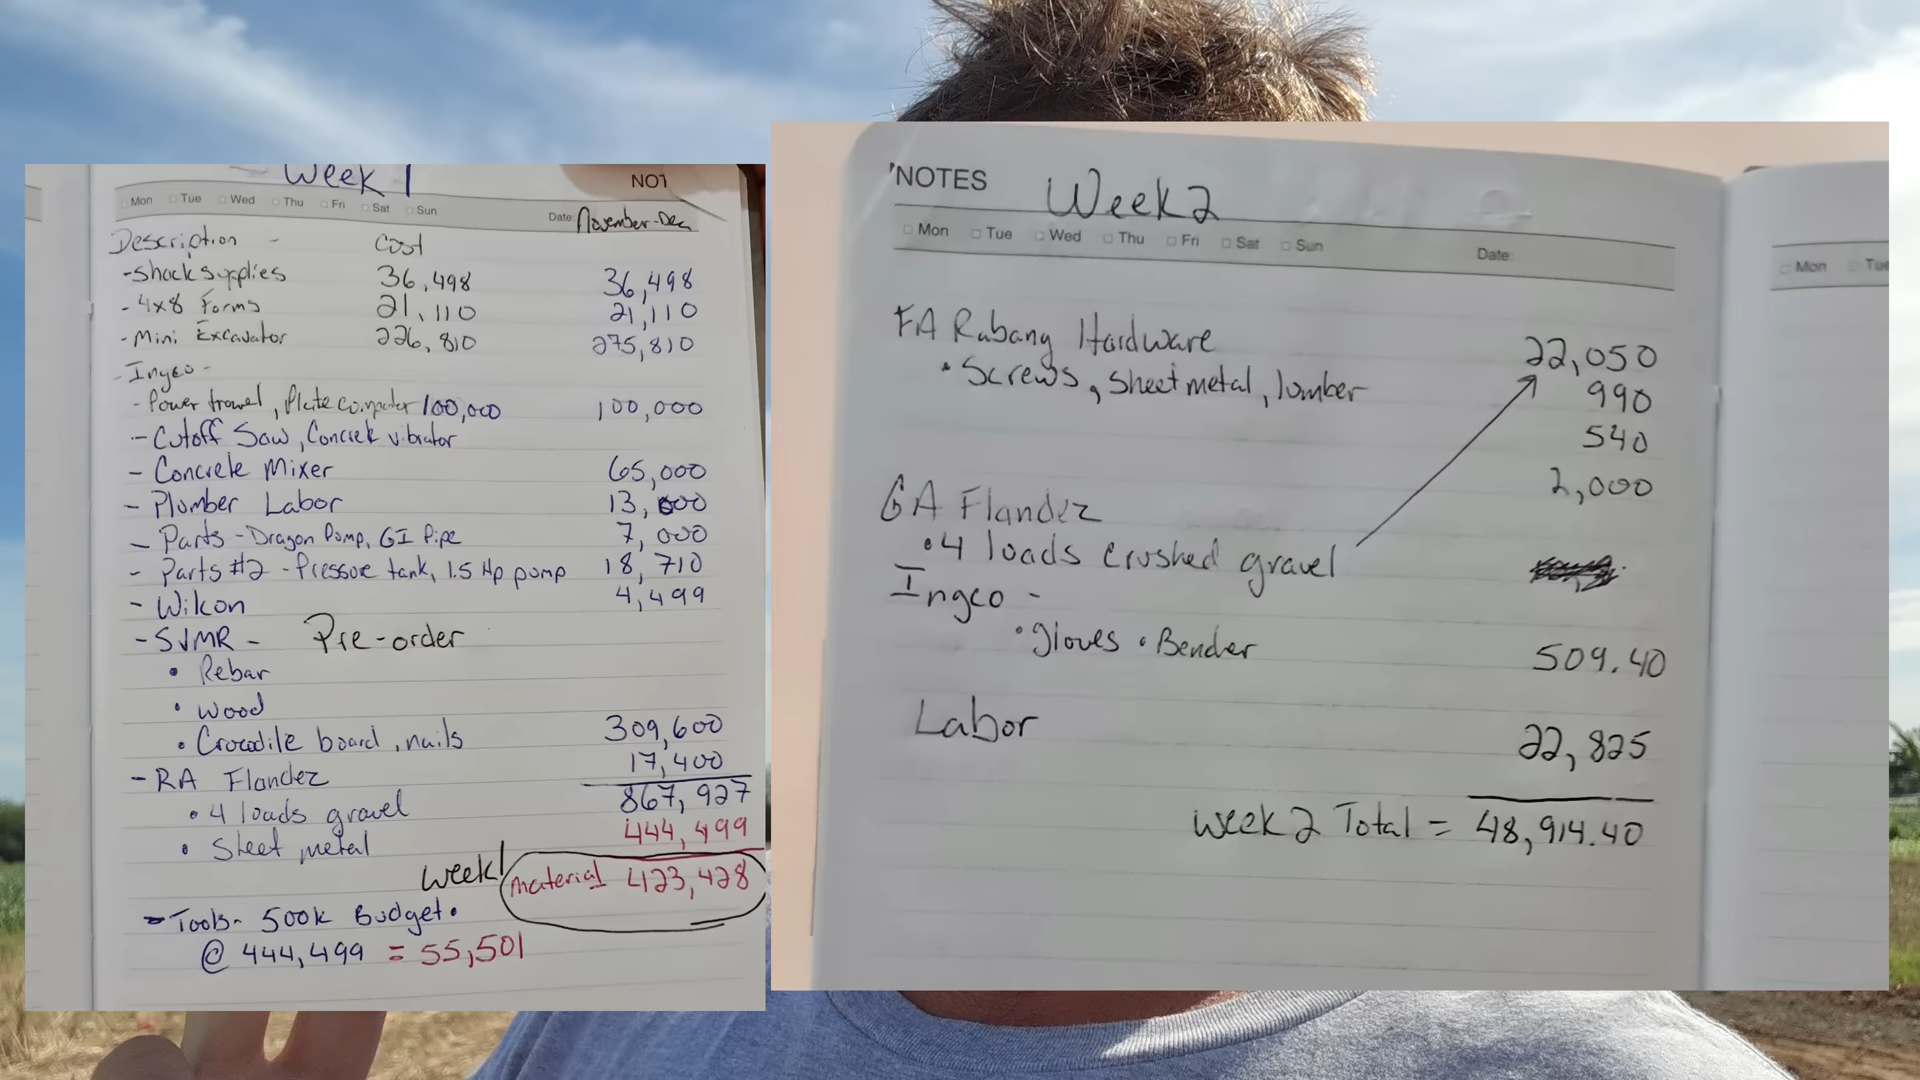 Week 1
NOT
Mon Tue Wed Thu Fri Sat Sun
Date: November-Dec
Description - Cost
- Shack supplies 36,498 36,498
- 4x8 Forms 21,110 21,110
- Mini Excavator 226,810 275,810
- Ingco -
- Power trowel, Plate compactor 100,000 100,000
- Cutoff Saw, Concrete vibrator
- Concrete Mixer 65,000
- Plumber Labor 13,000
- Parts - Dragon Pump, GI Pipe 7,000
- Parts #2 - Pressure tank, 1.5 Hp pump 18,710
- Wilcon 4,499
- SJMR - Pre-order
• Rebar
• Wood
• Crocodile board, nails 309,600
- RA Flandez 17,400
867,927
• 4 loads gravel
444,499
• Sheet metal
Week 1 material 423,428
- Tools - 500k Budget.
@ 444,499 = 55,501
NOTES Week 2
Mon Tue Wed Thu Fri Sat Sun
Date:
FA Rabang Hardware 22,050
• Screws, Sheet metal, lumber 990
540
2,000
GA Flandez
• 4 loads crushed gravel
Ingco -
• gloves • Bender 509.40
Labor 22,825
Week 2 Total = 48,914.40
Mon Tue